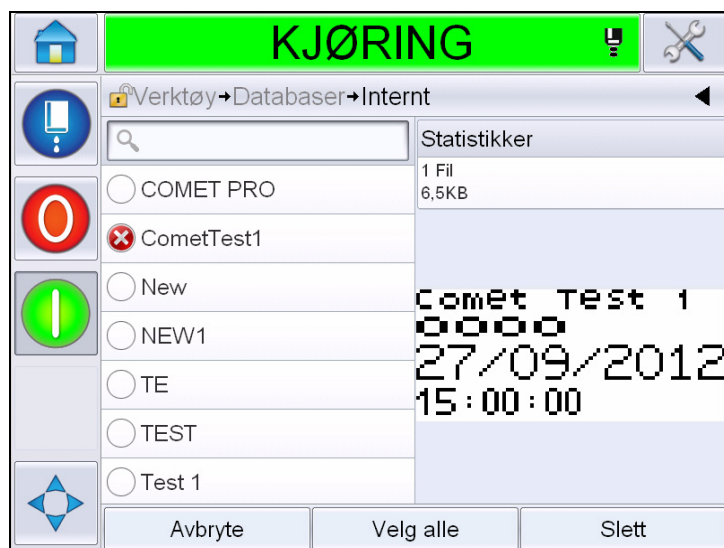 KJØRING
Verktøy→Databaser→Internt
Statistikker
1 Fil
6,5KB
COMET PRO
CometTest1
New
NEW1
TE
TEST
Test 1
Comet Test 1
0000
27/09/2012
15:00:00
Avbryte
Velg alle
Slett